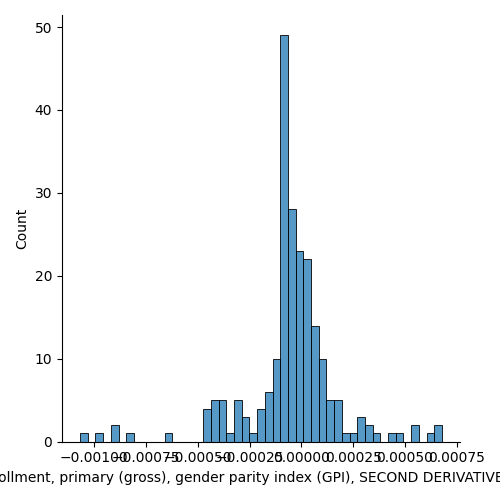 50
40
30
20
10
0
Count
−0.00100 −0.00075 −0.00050 −0.00025 0.00000 0.00025 0.00050 0.00075
ollment, primary (gross), gender parity index (GPI), SECOND DERIVATIVE